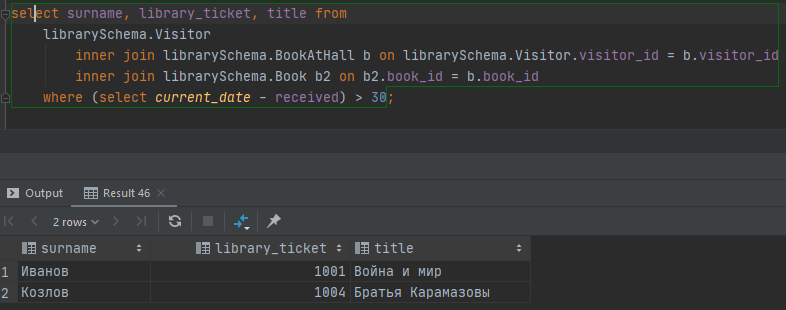 select surname, library_ticket, title from
librarySchema.Visitor
inner join librarySchema.BookAtHall b on librarySchema.Visitor.visitor_id = b.visitor_id
inner join librarySchema.Book b2 on b2.book_id = b.book_id
where (select current_date - received) > 30;
Output
Result 46
2 rows
surname library_ticket title
1 Иванов 1001 Война и мир
2 Козлов 1004 Братья Карамазовы